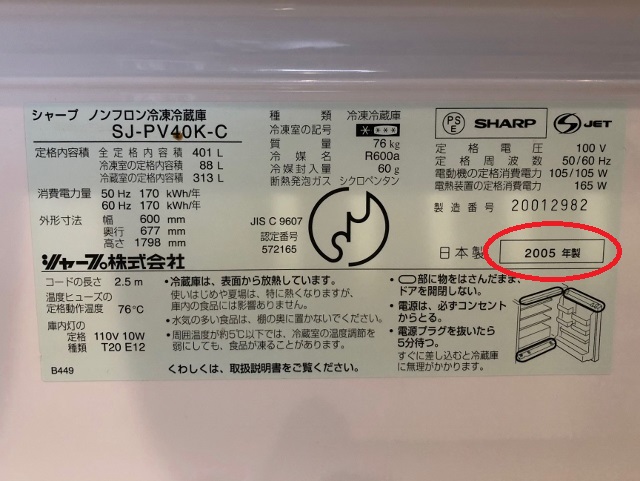 シャープ ノンフロン冷凍冷蔵庫
SJ-PV40K-C
定格内容積 全定格内容積 401 L
冷凍室の定格内容積 88 L
冷蔵室の定格内容積 313 L
消費電力量 50 Hz 170 kWh/年
60 Hz 170 kWh/年
外形寸法 幅 600 mm
奥行 677 mm
高さ 1798 mm
シャープ株式会社
種類 冷凍冷蔵庫
冷凍室の記号
質量 76 kg
冷媒名 R600a
冷媒封入量 60 g
断熱発泡ガス シクロペンタン
JIS C 9607
認定番号
572165
PS
E
SHARP
S JET
定格電圧 100 V
定格周波数 50/60 Hz
電動機の定格消費電力 105/105 W
電熱装置の定格消費電力 165 W
製造番号 20012982
日本製 2005 年製
コードの長さ 2.5 m
温度ヒューズの
定格動作温度 76℃
庫内灯の
定格 110V 10W
種類 T20 E12
B449
•冷蔵庫は、表面から放熱しています。
使いはじめや夏場は、特に熱くなりますが、
庫内の温度に影響はありません。
•水気の多い食品は、棚の奥に置かないでください。
•周囲温度が約5℃以下では、冷蔵室の温度調節を
弱にしても、食品が凍ることがあります。
くわしくは、取扱説明書をご覧ください。
•部に物をはさんだまま、
ドアを開閉しない。
•電源は、必ずコンセント
からとる。
•電源プラグを抜いたら
5分待つ。
すぐに差し込むと冷蔵庫
に無理がかかります。